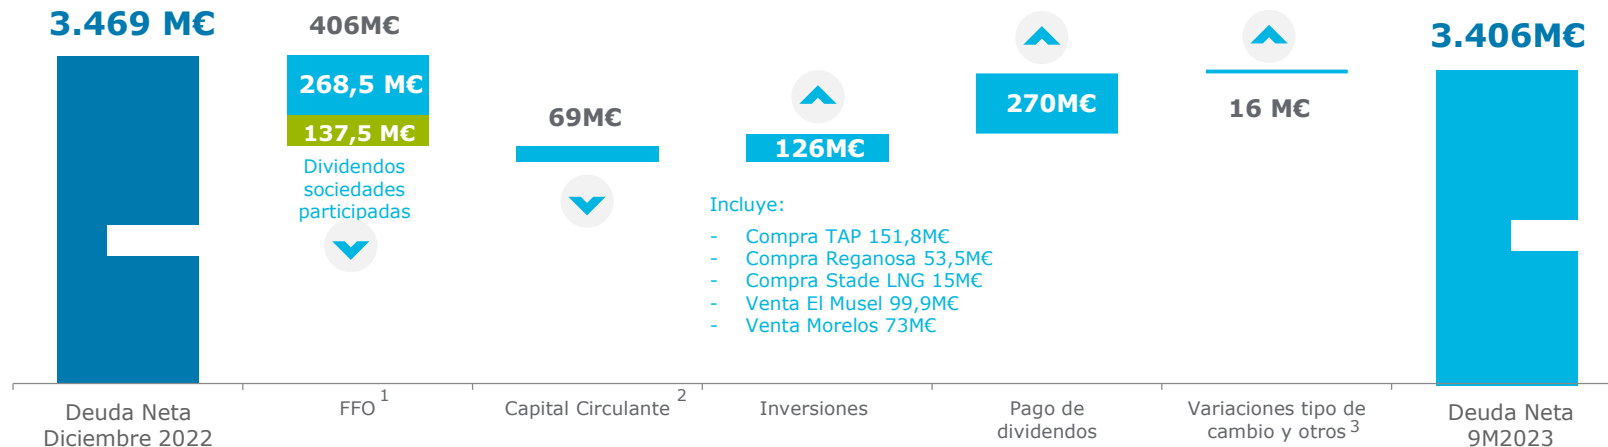 3.469 M€
406M€
268,5 M€
137,5 M€
Dividendos
sociedades
participadas
69M€
126M€
Incluye:
- Compra TAP 151,8M€
- Compra Reganosa 53,5M€
- Compra Stade LNG 15M€
- Venta El Musel 99,9M€
- Venta Morelos 73M€
270M€
16 M€
3.406M€
Deuda Neta
Diciembre 2022
FFO 1
Capital Circulante 2
Inversiones
Pago de
dividendos
Variaciones tipo de
cambio y otros 3
Deuda Neta
9M2023